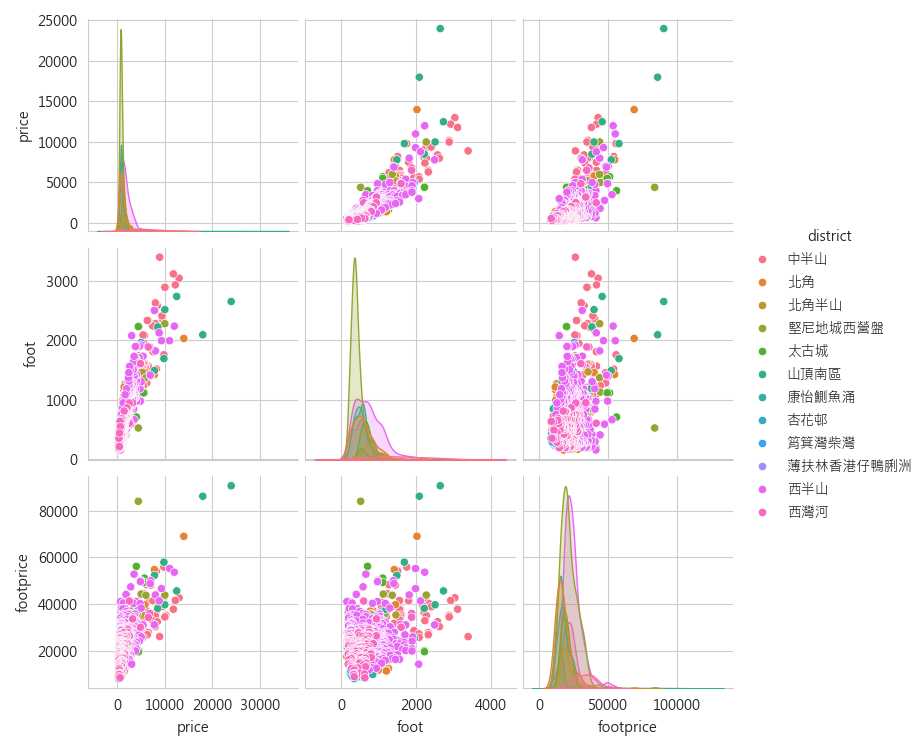 25000
20000
15000
10000
5000
0
price
3000
2000
1000
0
foot
80000
60000
40000
20000
footprice
0 10000 20000 30000
price
0 2000 4000
foot
0 50000 100000
footprice
district
中半山
北角
北角半山
堅尼地城西營盤
太古城
山頂南區
康怡鰂魚涌
杏花邨
筲箕灣柴灣
薄扶林香港仔鴨脷洲
西半山
西灣河